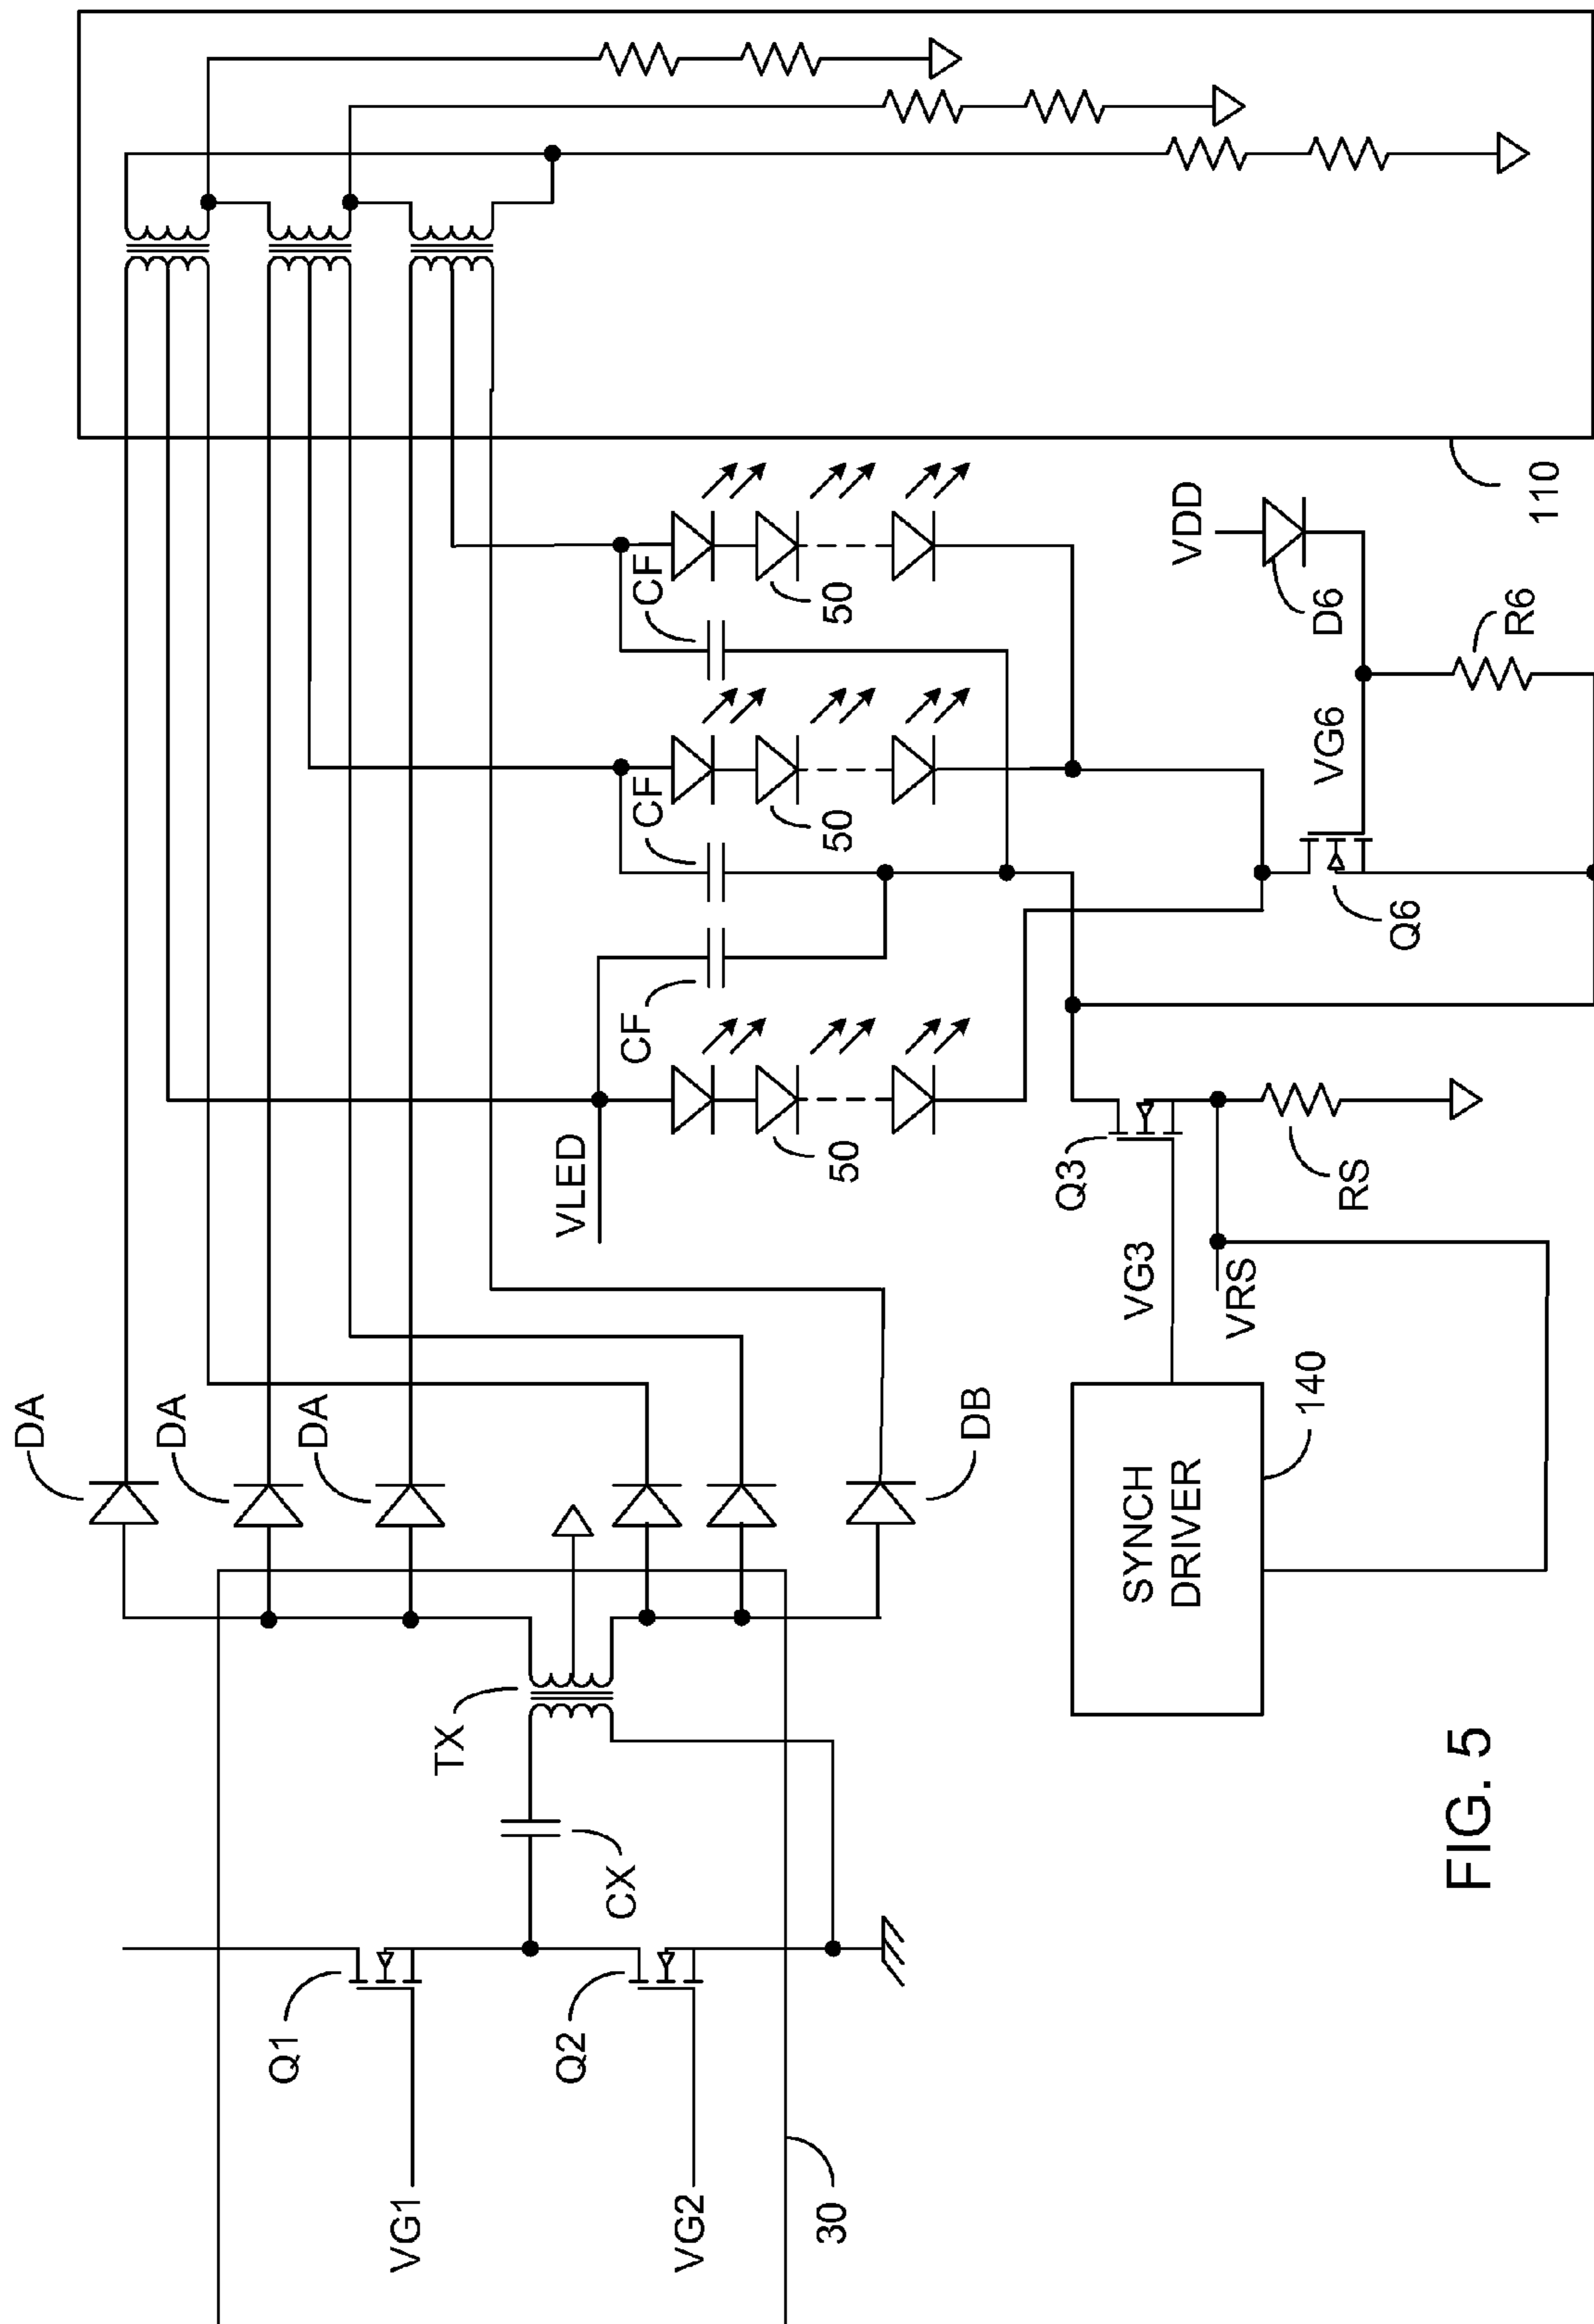 DA
DA
DA
DB
TX
CX
Q1
VG1
Q2
VG2
30
VLED
CF
CF
CF
50
50
50
Q3
VG3
VRS
RS
SYNCH
DRIVER
140
VDD
D6
VG6
R6
Q6
110
FIG. 5